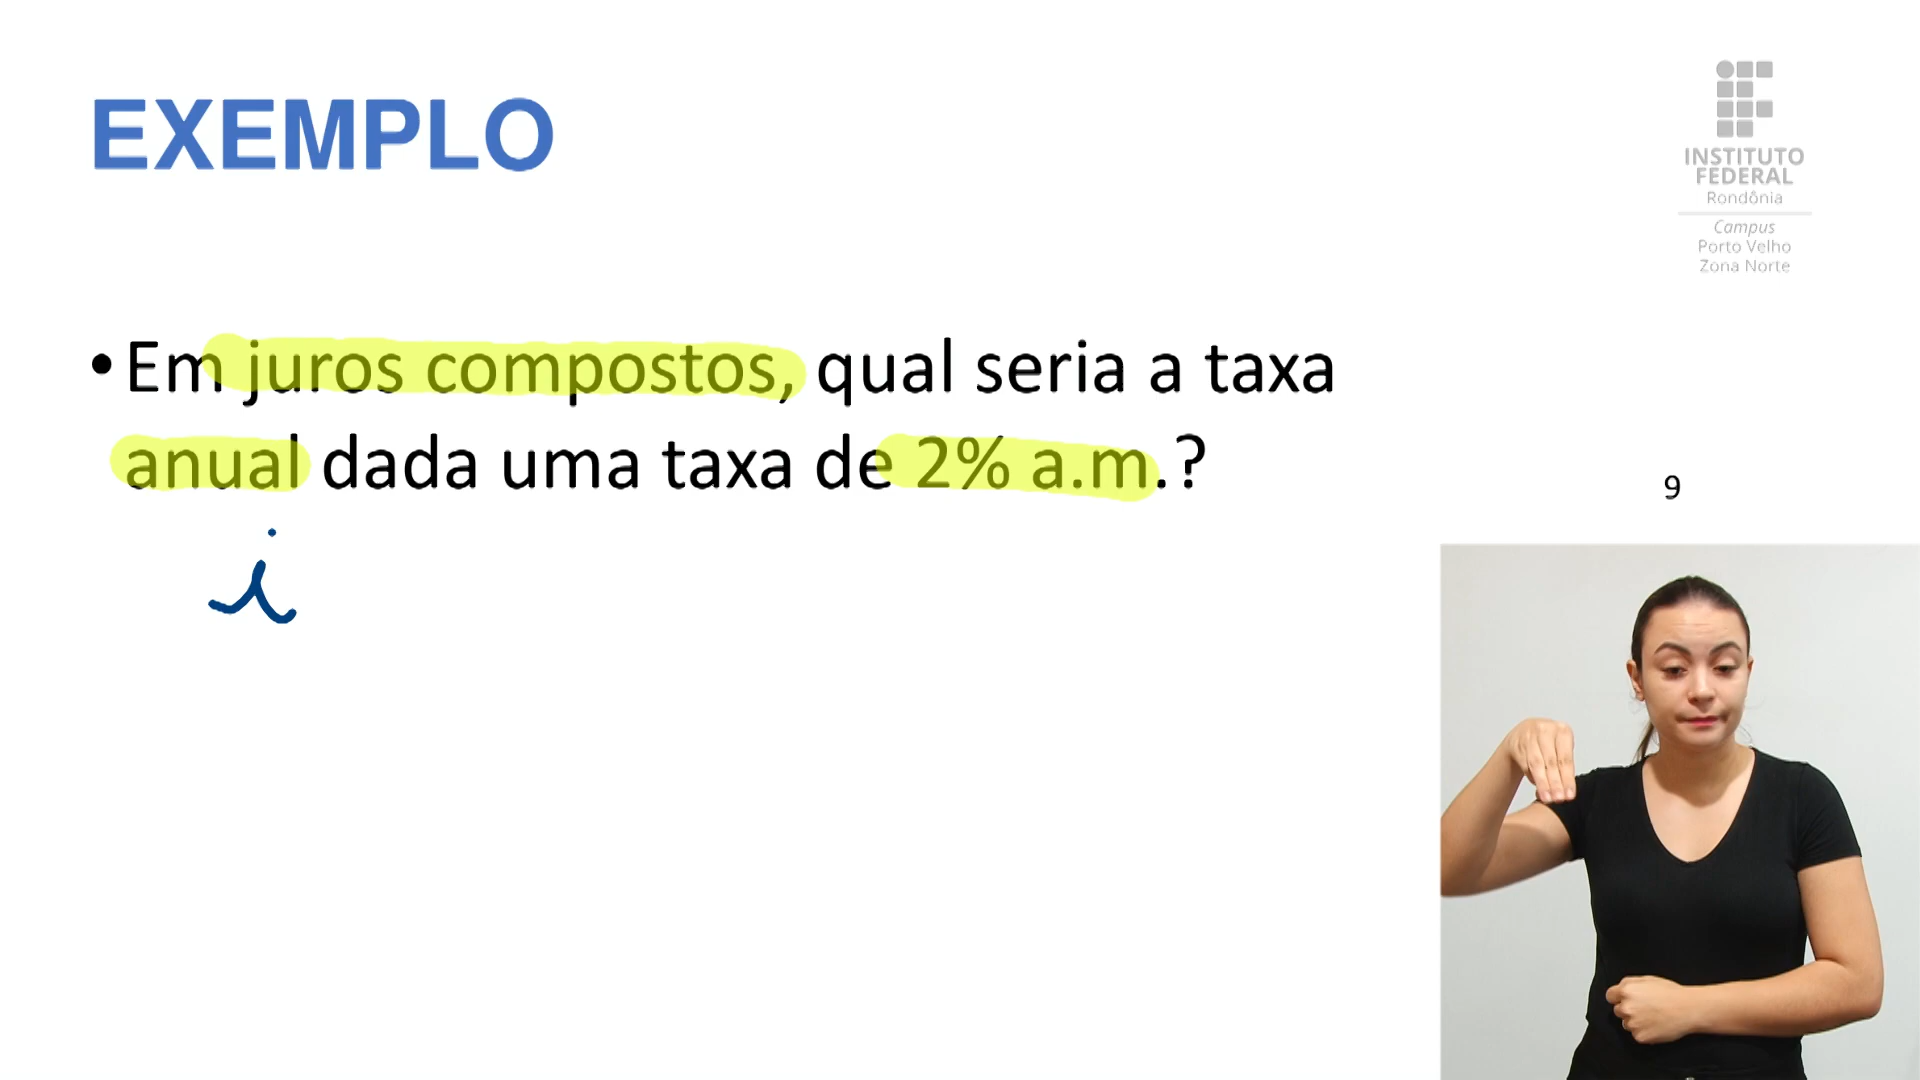 EXEMPLO
INSTITUTO
FEDERAL
Rondônia
Campus
Porto Velho
Zona Norte
• Em juros compostos, qual seria a taxa
anual dada uma taxa de 2% a.m.?
9
i